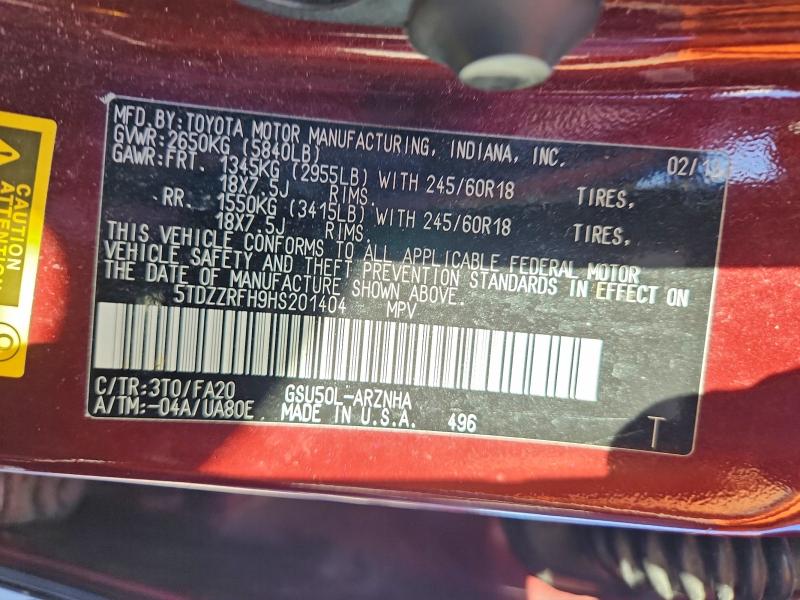 MFD.BY:TOYOTA MOTOR MANUFACTURING, INDIANA, INC. 02/1
GVWR:2650KG (5840LB)
GAWR:FRT. 1345KG (2955LB) WITH 245/60R18 TIRES,
18X7.5J RIMS.
RR. 1550KG (3415LB) WITH 245/60R18 TIRES,
18X7.5J RIMS.
THIS VEHICLE CONFORMS TO ALL APPLICABLE FEDERAL MOTOR
VEHICLE SAFETY AND THEFT PREVENTION STANDARDS IN EFFECT ON
THE DATE OF MANUFACTURE SHOWN ABOVE.
5TDZZRFH9HS201404 MPV
C/TR:3T0/FA20 GSU50L-ARZNHA
A/TM:-04A/UA80E MADE IN U.S.A. 496 T
CAUTION
ATTENTION